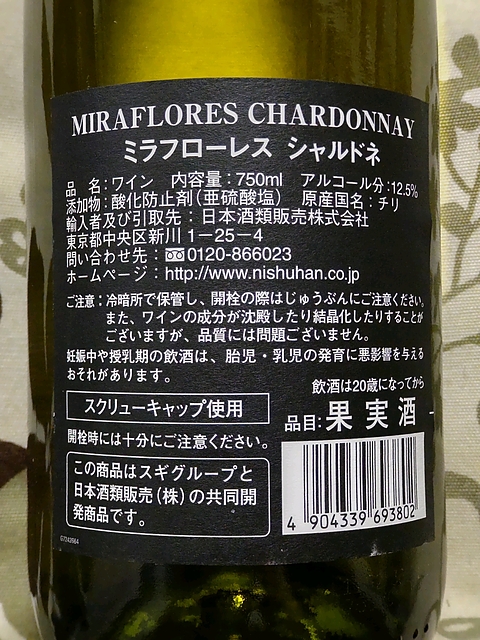 MIRAFLORES CHARDONNAY
ミラフローレス シャルドネ
品 名：ワイン 内容量：750ml アルコール分：12.5%
添加物：酸化防止剤（亜硫酸塩） 原産国名：チリ
輸入者及び引取先：日本酒類販売株式会社
東京都中央区新川1－25－4
問い合わせ先：0120-866023
ホームページ：http://www.nishuhan.co.jp
ご注意：冷暗所で保管し、開栓の際はじゅうぶんにご注意ください。
また、ワインの成分が沈殿したり結晶化したりすることが
ございますが、品質には問題ございません。
妊娠中や授乳期の飲酒は、胎児・乳児の発育に悪影響を与える
おそれがあります。
飲酒は20歳になってから
スクリューキャップ使用
品目：果実酒
開栓時には十分にご注意ください。
この商品はスギグループと
日本酒類販売（株）の共同開
発商品です。
4 904339 693802